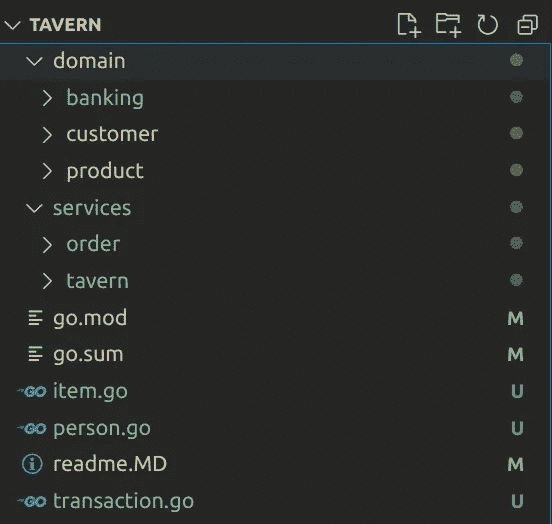 TAVERN
domain
banking
customer
product
services
order
tavern
go.mod M
go.sum M
GO item.go U
GO person.go U
readme.MD M
GO transaction.go U